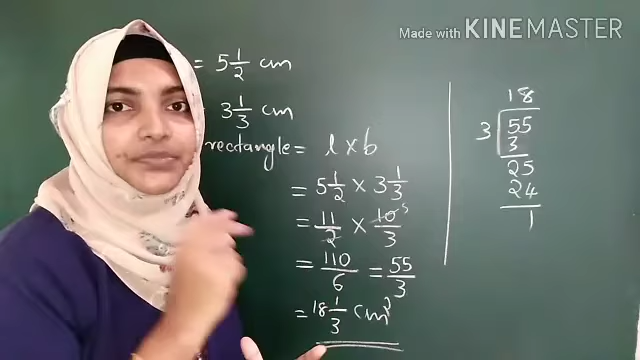 Made with KINEMASTER
= 5 1/2 cm
3 1/3 cm
rectangle = l × b
= 5 1/2 × 3 1/3
= 11/2 × 10/3 5
= 110/6 = 55/3
= 18 1/3 cm²
18
3 55
3
25
24
1